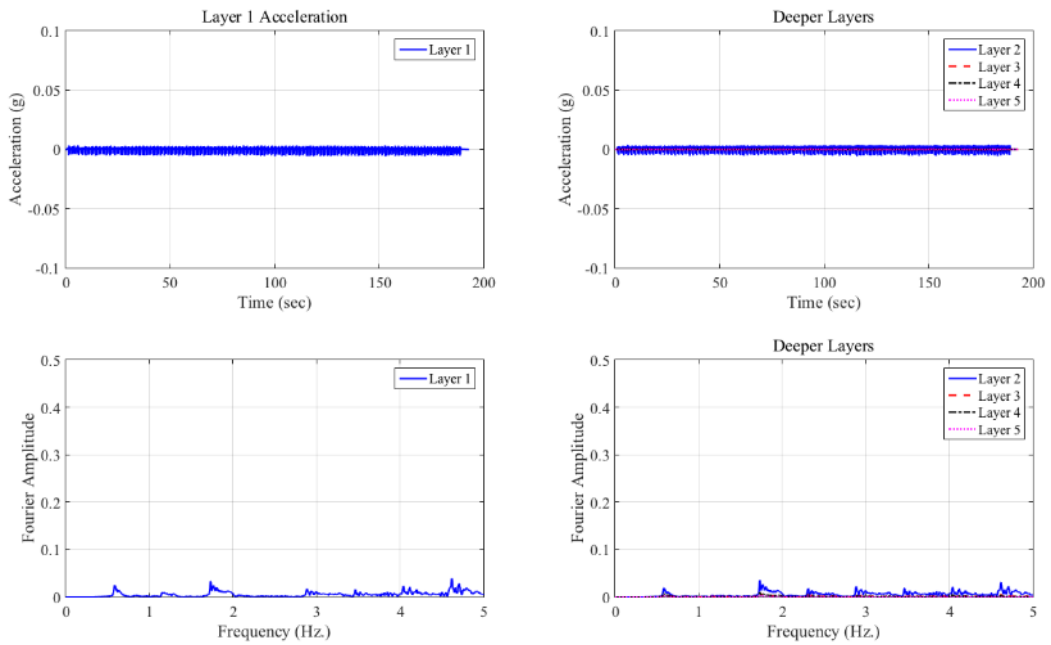 Layer 1 Acceleration
0.1
0.05
0
-0.05
-0.1
Acceleration (g)
Layer 1
0 50 100 150 200
Time (sec)
Deeper Layers
0.1
0.05
0
-0.05
-0.1
Acceleration (g)
Layer 2
Layer 3
Layer 4
Layer 5
0 50 100 150 200
Time (sec)
0.5
0.4
0.3
0.2
0.1
0
Fourier Amplitude
Layer 1
0 1 2 3 4 5
Frequency (Hz.)
Deeper Layers
0.5
0.4
0.3
0.2
0.1
0
Fourier Amplitude
Layer 2
Layer 3
Layer 4
Layer 5
0 1 2 3 4 5
Frequency (Hz.)